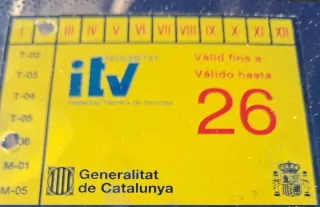 I III IV V VI VII VIII IX X XI XII
T-02
T-03
T-04
T-05
06
M-01
M-05
itv
Inspecció Tècnica de Vehicles
Vàlid fins a
Válido hasta
26
Generalitat
de Catalunya